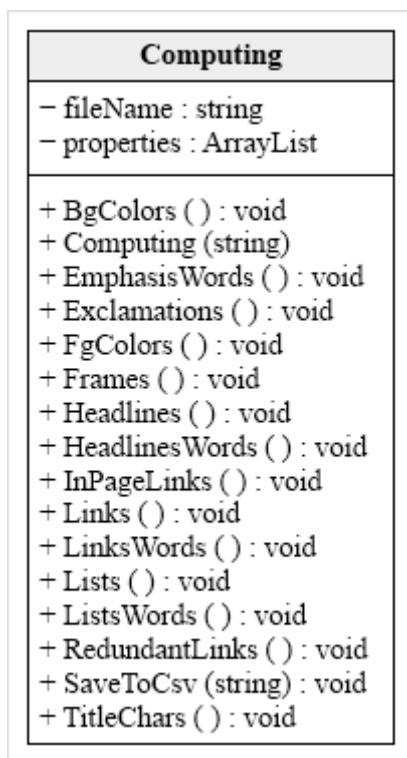 Computing
− fileName : string
− properties : ArrayList
+ BgColors ( ) : void
+ Computing (string)
+ EmphasisWords ( ) : void
+ Exclamations ( ) : void
+ FgColors ( ) : void
+ Frames ( ) : void
+ Headlines ( ) : void
+ HeadlinesWords ( ) : void
+ InPageLinks ( ) : void
+ Links ( ) : void
+ LinksWords ( ) : void
+ Lists ( ) : void
+ ListsWords ( ) : void
+ RedundantLinks ( ) : void
+ SaveToCsv (string) : void
+ TitleChars ( ) : void